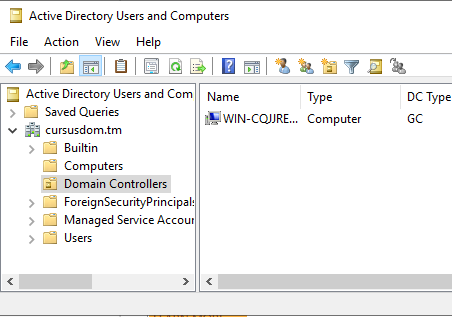 Active Directory Users and Computers
File Action View Help
Active Directory Users and Com
Saved Queries
cursusdom.tm
Builtin
Computers
Domain Controllers
ForeignSecurityPrincipals
Managed Service Accour
Users
Name Type DC Type
WIN-CQJJRE... Computer GC